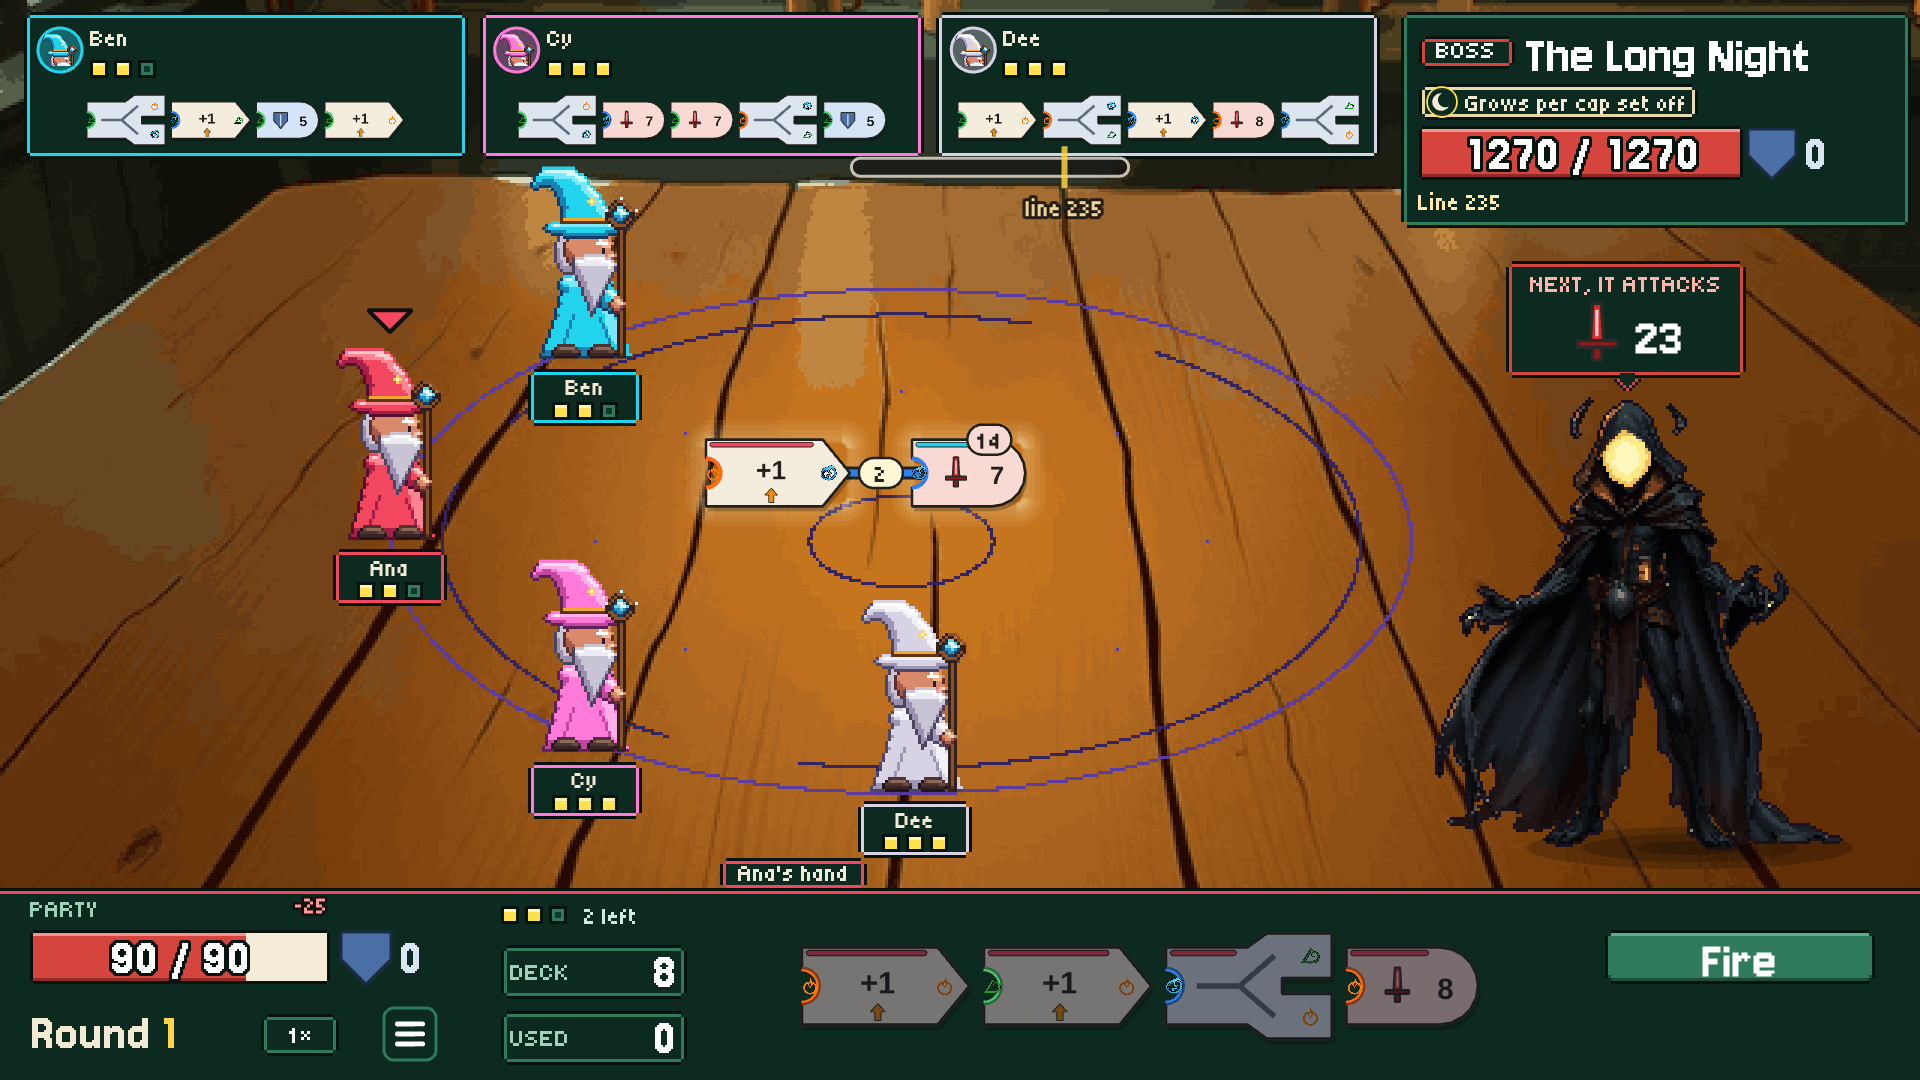 Ben
+1
5
+1
Cy
7
7
5
Dee
+1
+1
8
BOSS
The Long Night
Grows per cap set off
1270 / 1270
0
Line 235
line 235
NEXT, IT ATTACKS
23
Ben
Ana
+1
2
14
7
Cy
Dee
Ana's hand
PARTY
-25
90 / 90
0
Round 1
1x
2 left
DECK
8
USED
0
+1
+1
8
Fire